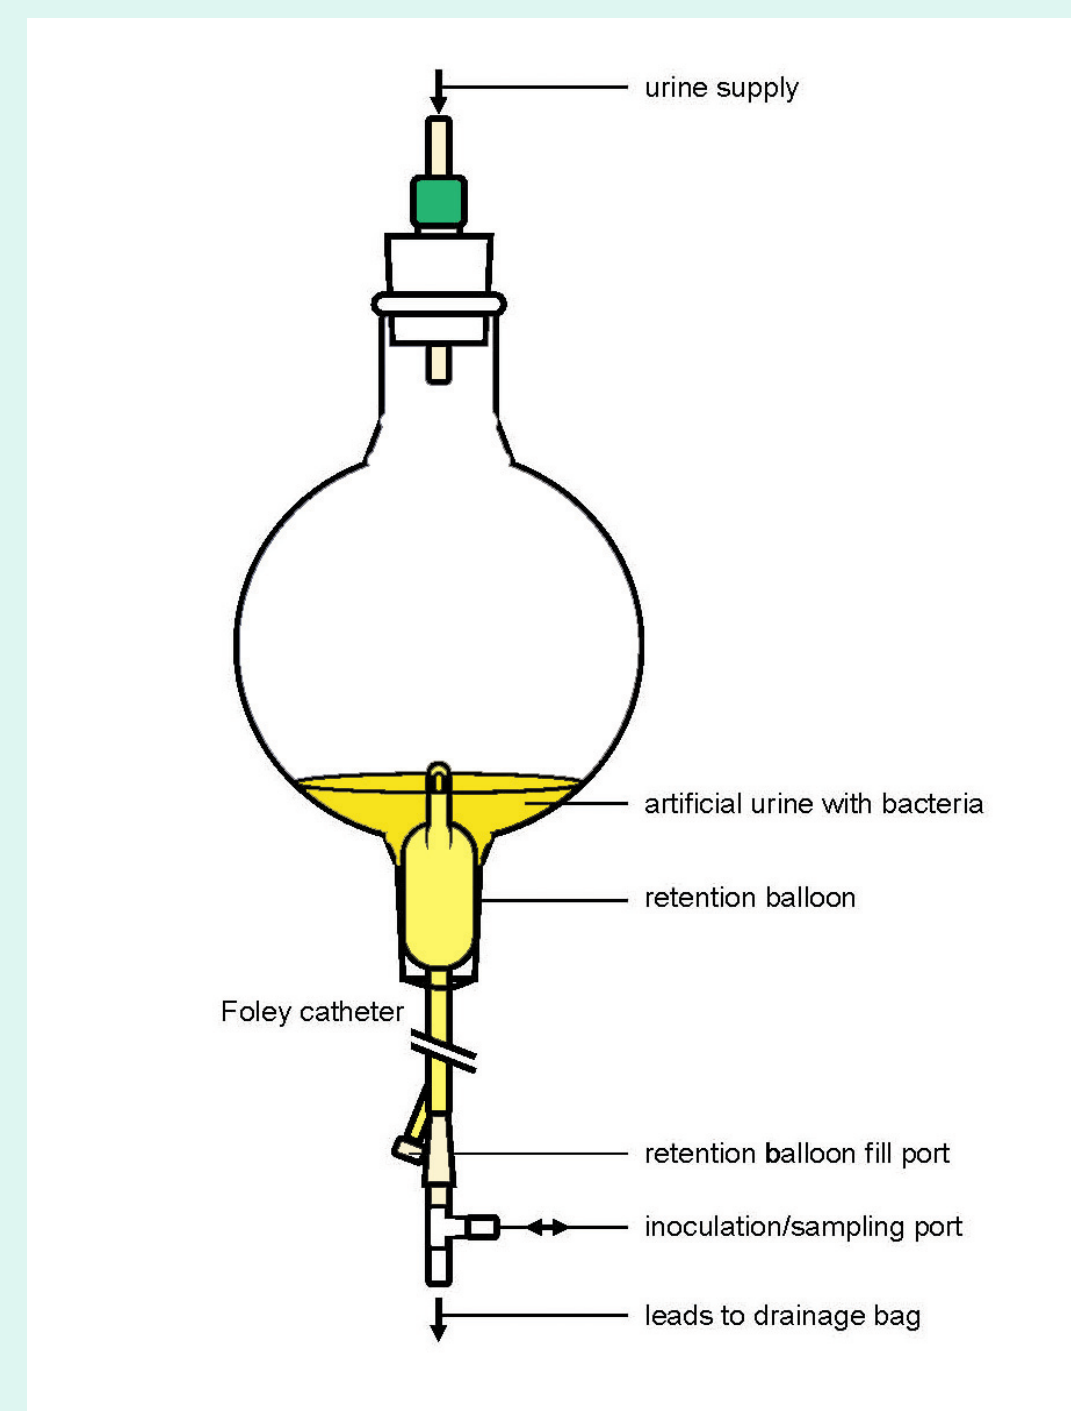 urine supply
artificial urine with bacteria
retention balloon
Foley catheter
retention balloon fill port
inoculation/sampling port
leads to drainage bag